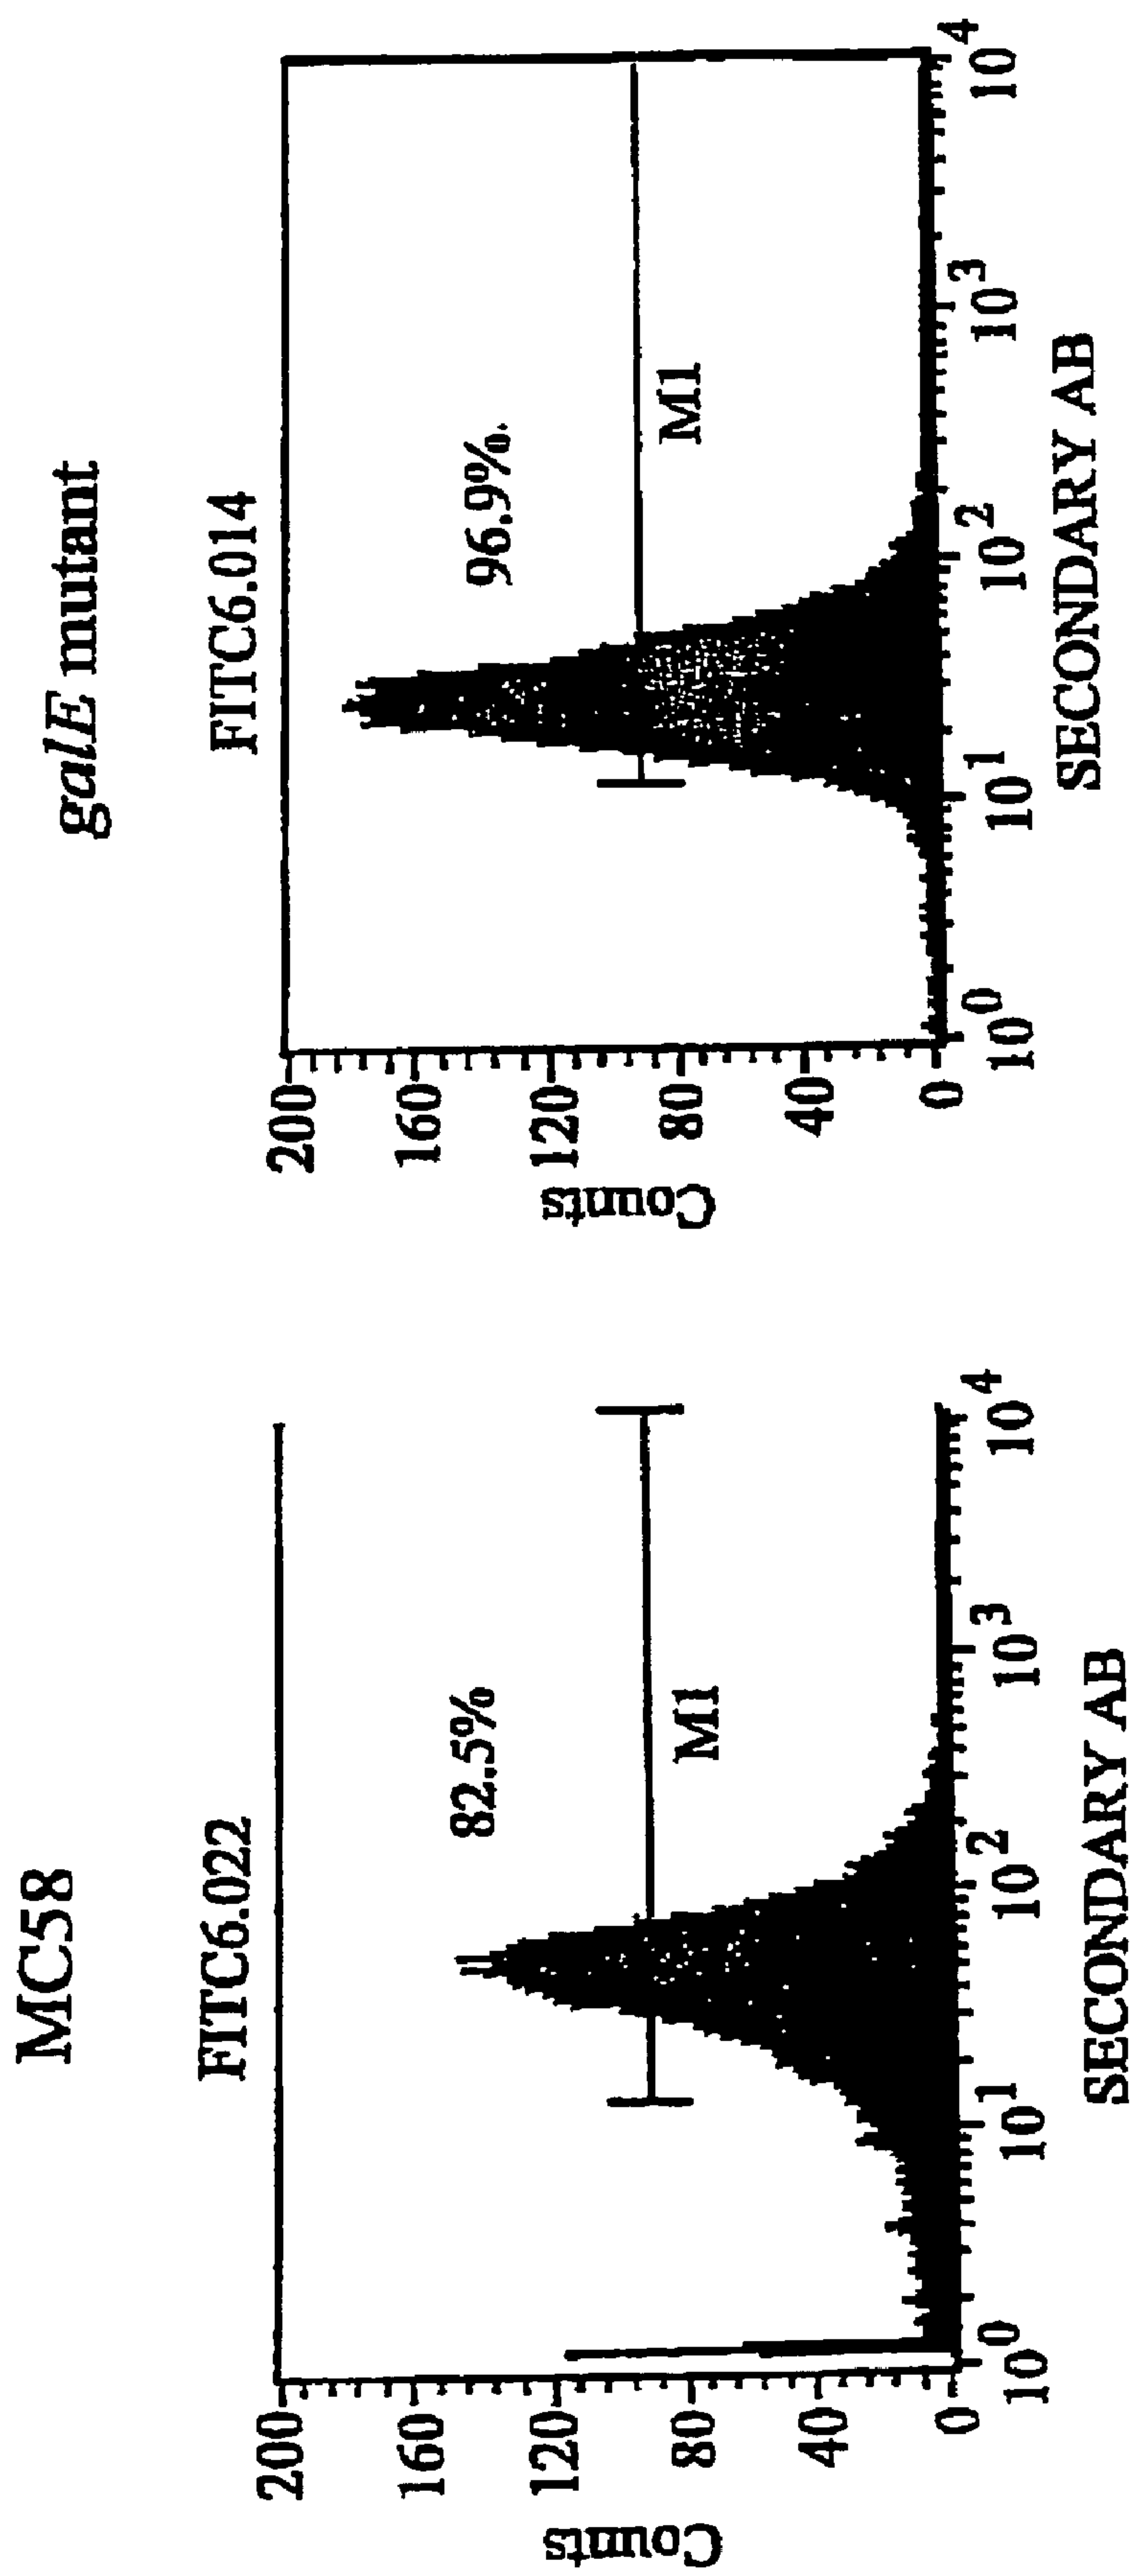 MC58
FITC6.022
Counts
200
160
120
80
40
0
82.5%
M1
10^0 10^1 10^2 10^3 10^4
SECONDARY AB
galE mutant
FITC6.014
Counts
200
160
120
80
40
0
96.9%.
M1
10^0 10^1 10^2 10^3 10^4
SECONDARY AB